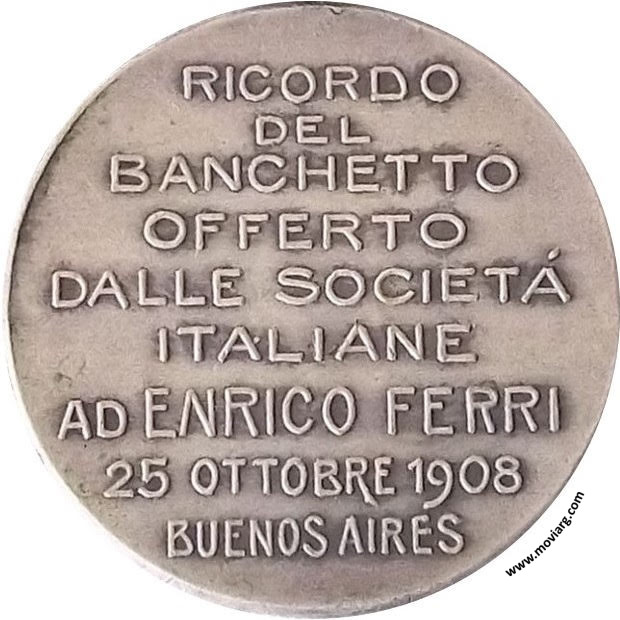 RICORDO
DEL
BANCHETTO
OFFERTO
DALLE SOCIETÁ
ITALIANE
AD ENRICO FERRI
25 OTTOBRE 1908
BUENOS AIRES
www.moviarg.com